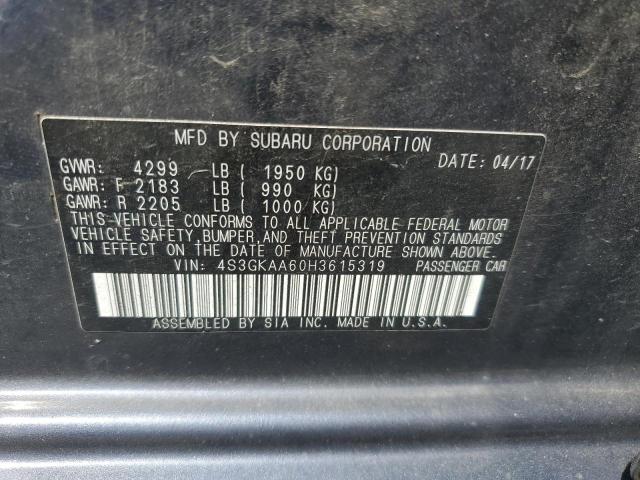 MFD BY SUBARU CORPORATION
DATE: 04/17
GVWR: 4299 LB ( 1950 KG)
GAWR: F 2183 LB ( 990 KG)
GAWR: R 2205 LB ( 1000 KG)
THIS VEHICLE CONFORMS TO ALL APPLICABLE FEDERAL MOTOR
VEHICLE SAFETY, BUMPER, AND THEFT PREVENTION STANDARDS
IN EFFECT ON THE DATE OF MANUFACTURE SHOWN ABOVE.
VIN: 4S3GKAA60H3615319 PASSENGER CAR
ASSEMBLED BY SIA INC. MADE IN U.S.A.